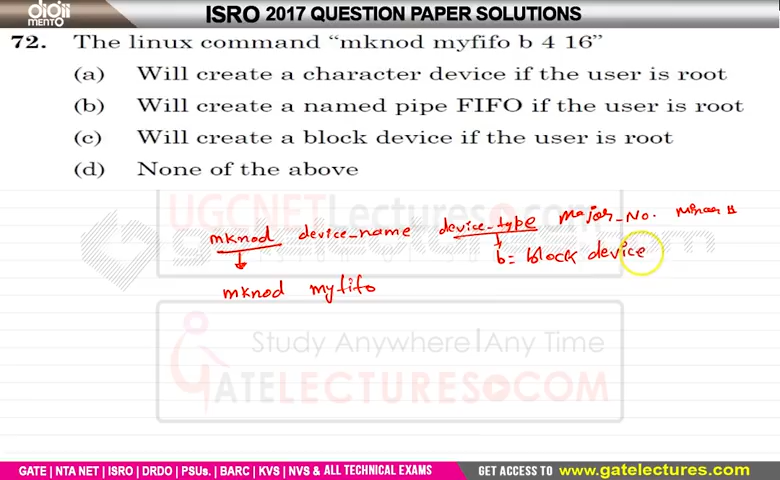 digii
mento
ISRO 2017 QUESTION PAPER SOLUTIONS
72. The linux command “mknod myfifo b 4 16”
(a) Will create a character device if the user is root
(b) Will create a named pipe FIFO if the user is root
(c) Will create a block device if the user is root
(d) None of the above
UGCNETLectures.com
mknod device_name device_type Major_No. Minor
b= Block device
mknod myfifo
Study Anywhere | Any Time
GATELECTURES.COM
GATE | NTA NET | ISRO | DRDO | PSUs. | BARC | KVS | NVS & ALL TECHNICAL EXAMS GET ACCESS TO www.gatelectures.com